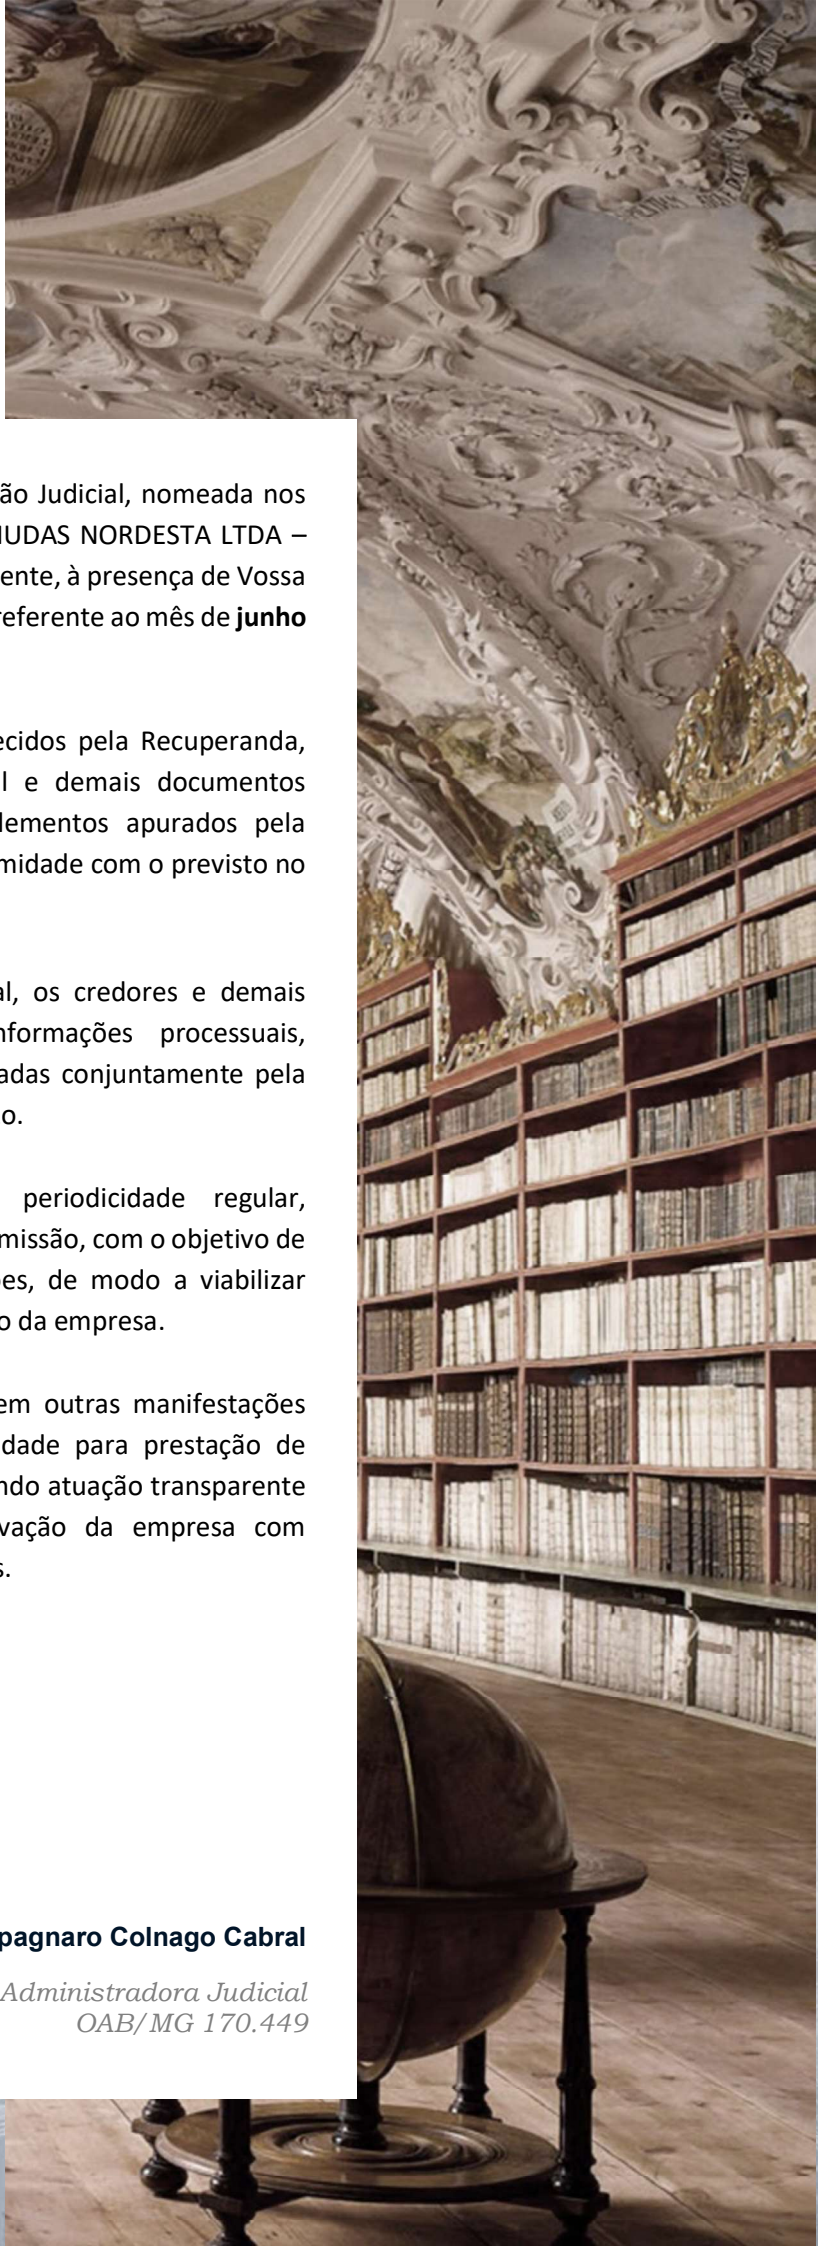 ão Judicial, nomeada nos
UDAS NORDESTA LTDA –
ente, à presença de Vossa
referente ao mês de junho
ecidos pela Recuperanda,
l e demais documentos
lementos apurados pela
midade com o previsto no
al, os credores e demais
nformações processuais,
adas conjuntamente pela
o.
periodicidade regular,
missão, com o objetivo de
es, de modo a viabilizar
o da empresa.
em outras manifestações
dade para prestação de
ndo atuação transparente
vação da empresa com
s.
pagnaro Colnago Cabral
Administradora Judicial
OAB/MG 170.449